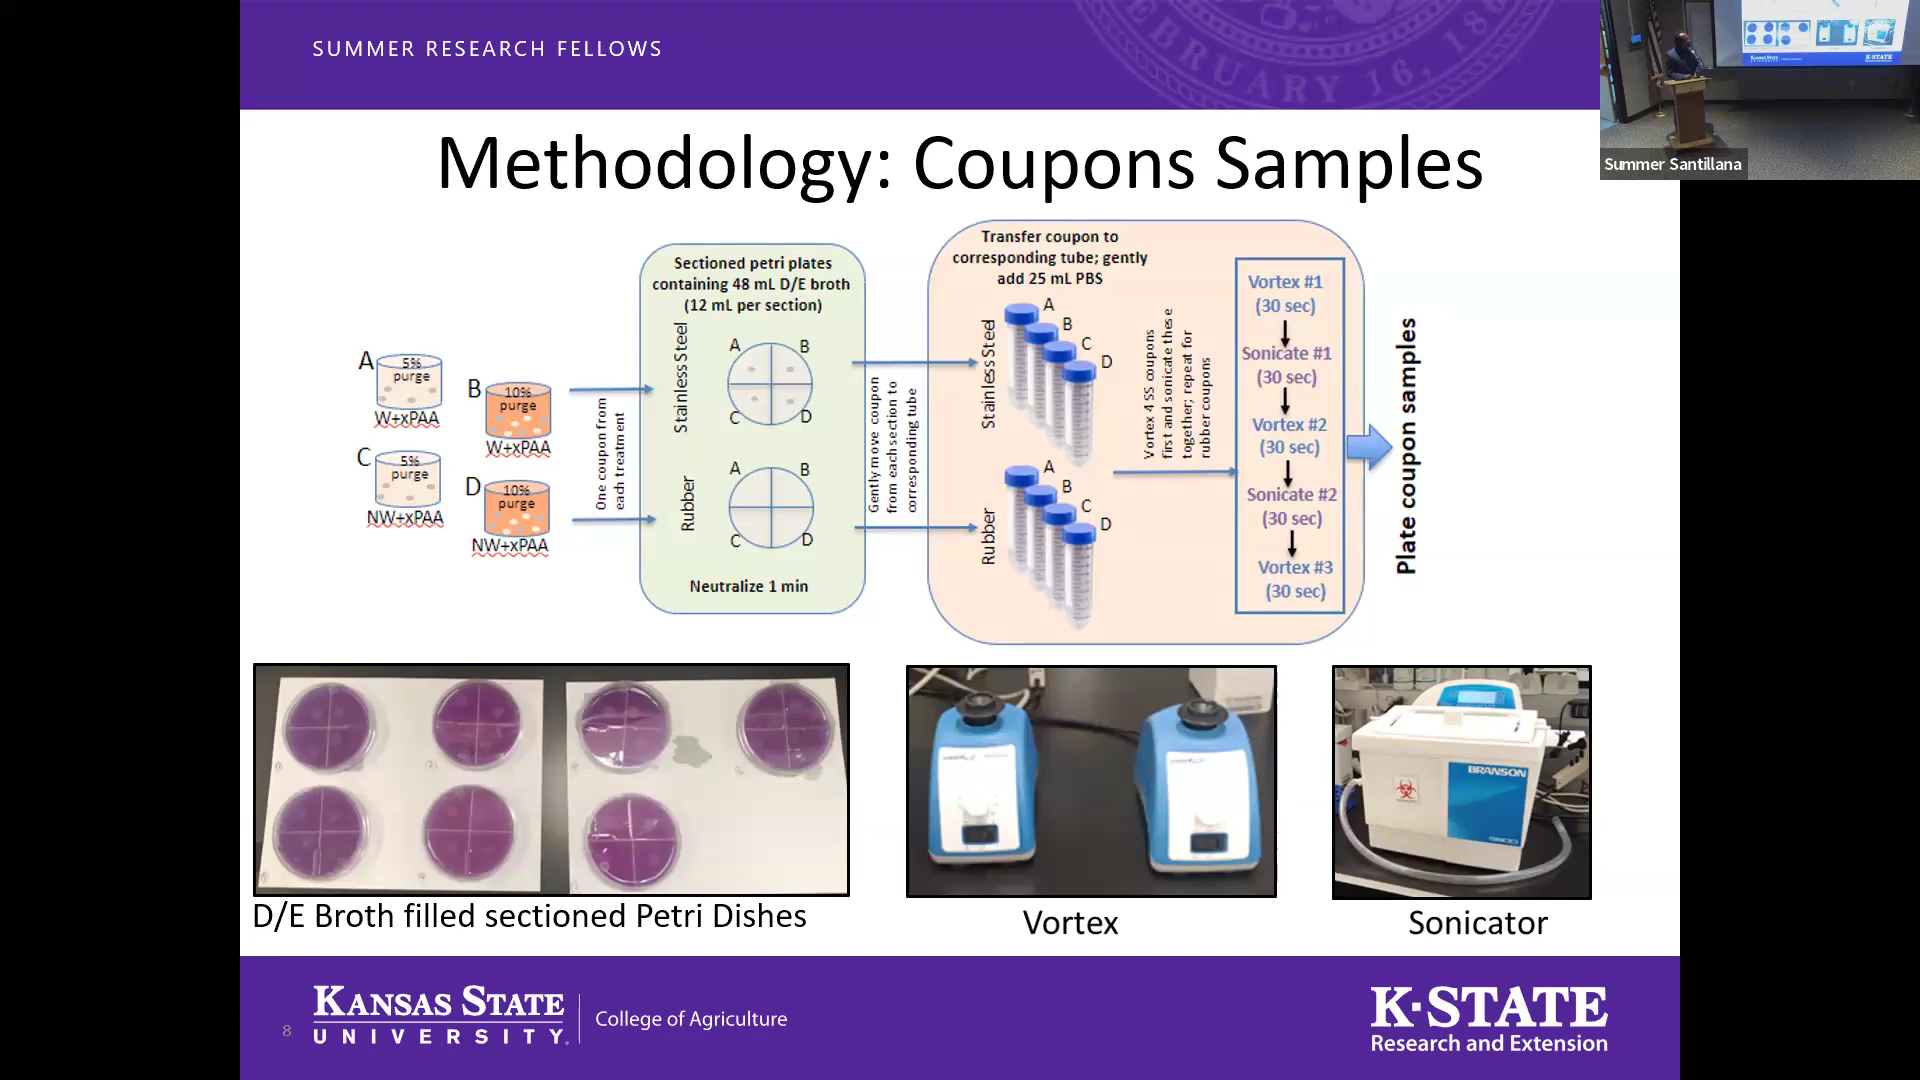 SUMMER RESEARCH FELLOWS
Summer Santillana
Methodology: Coupons Samples
A
5%
purge
W+xPAA
B
10%
purge
W+xPAA
C
5%
purge
NW+xPAA
D
10%
purge
NW+xPAA
One coupon from
each treatment
Sectioned petri plates
containing 48 mL D/E broth
(12 mL per section)
Stainless Steel
A
B
C
D
Rubber
A
B
C
D
Neutralize 1 min
Gently move coupon
from each section to
corresponding tube
Transfer coupon to
corresponding tube; gently
add 25 mL PBS
Stainless Steel
A
B
C
D
Rubber
A
B
C
D
Vortex 4 SS coupons
first and sonicate these
together; repeat for
rubber coupons
Vortex #1
(30 sec)
Sonicate #1
(30 sec)
Vortex #2
(30 sec)
Sonicate #2
(30 sec)
Vortex #3
(30 sec)
Plate coupon samples
BRANSON
D/E Broth filled sectioned Petri Dishes
Vortex
Sonicator
8
KANSAS STATE
UNIVERSITY.
College of Agriculture
K-STATE
Research and Extension